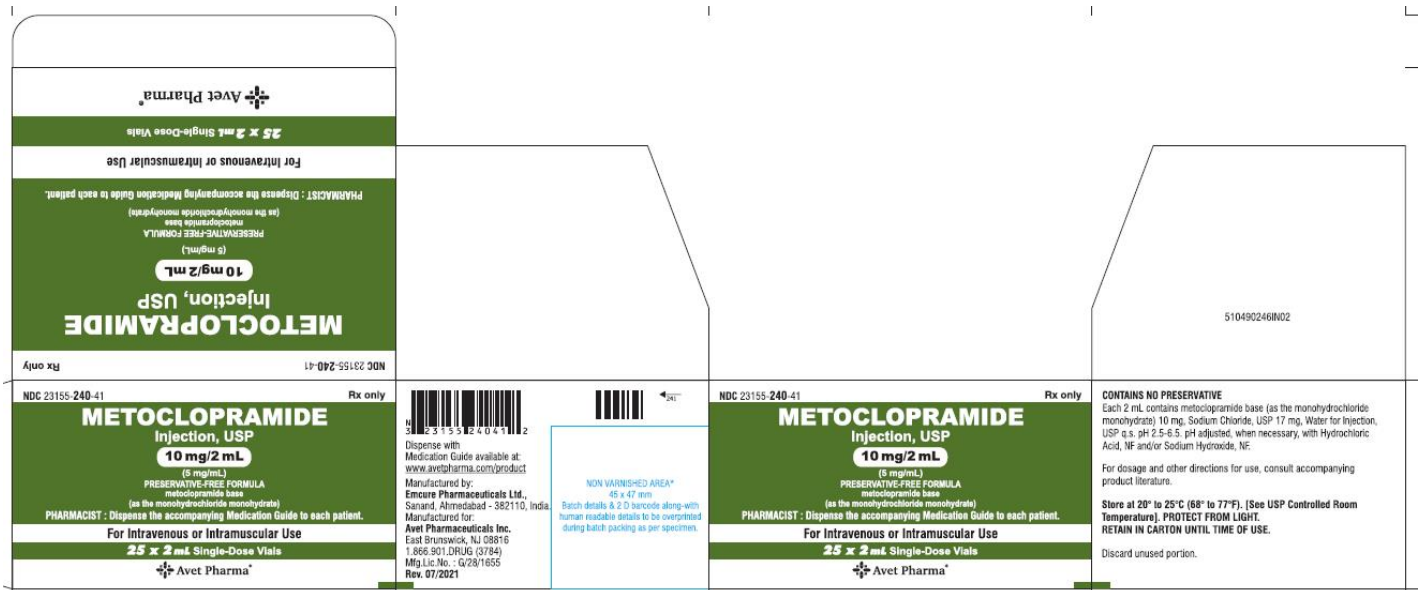 Avet Pharma®
25 x 2 mL Single-Dose Vials
For Intravenous or Intramuscular Use
PHARMACIST : Dispense the accompanying Medication Guide to each patient.
(as the monohydrochloride monohydrate)
metoclopramide base
PRESERVATIVE-FREE FORMULA
(5 mg/mL)
10 mg/2 mL
Injection, USP
METOCLOPRAMIDE
NDC 23155-240-41 Rx only
NDC 23155-240-41 Rx only
METOCLOPRAMIDE
Injection, USP
10 mg/2 mL
(5 mg/mL)
PRESERVATIVE-FREE FORMULA
metoclopramide base
(as the monohydrochloride monohydrate)
PHARMACIST : Dispense the accompanying Medication Guide to each patient.
For Intravenous or Intramuscular Use
25 x 2 mL Single-Dose Vials
Avet Pharma®
N
3 23155 24041 2
Dispense with
Medication Guide available at:
www.avetpharma.com/product
Manufactured by:
Emcure Pharmaceuticals Ltd.,
Sanand, Ahmedabad - 382110, India.
Manufactured for:
Avet Pharmaceuticals Inc.
East Brunswick, NJ 08816
1.866.901.DRUG (3784)
Mfg.Lic.No. : G/28/1655
Rev. 07/2021
241
NON VARNISHED AREA*
45 x 47 mm
Batch details & 2 D barcode along-with
human readable details to be overprinted
during batch packing as per specimen.
NDC 23155-240-41 Rx only
METOCLOPRAMIDE
Injection, USP
10 mg/2 mL
(5 mg/mL)
PRESERVATIVE-FREE FORMULA
metoclopramide base
(as the monohydrochloride monohydrate)
PHARMACIST : Dispense the accompanying Medication Guide to each patient.
For Intravenous or Intramuscular Use
25 x 2 mL Single-Dose Vials
Avet Pharma®
510490246IN02
CONTAINS NO PRESERVATIVE
Each 2 mL contains metoclopramide base (as the monohydrochloride
monohydrate) 10 mg, Sodium Chloride, USP 17 mg, Water for Injection,
USP q.s. pH 2.5-6.5. pH adjusted, when necessary, with Hydrochloric
Acid, NF and/or Sodium Hydroxide, NF.
For dosage and other directions for use, consult accompanying
product literature.
Store at 20° to 25°C (68° to 77°F). [See USP Controlled Room
Temperature]. PROTECT FROM LIGHT.
RETAIN IN CARTON UNTIL TIME OF USE.
Discard unused portion.